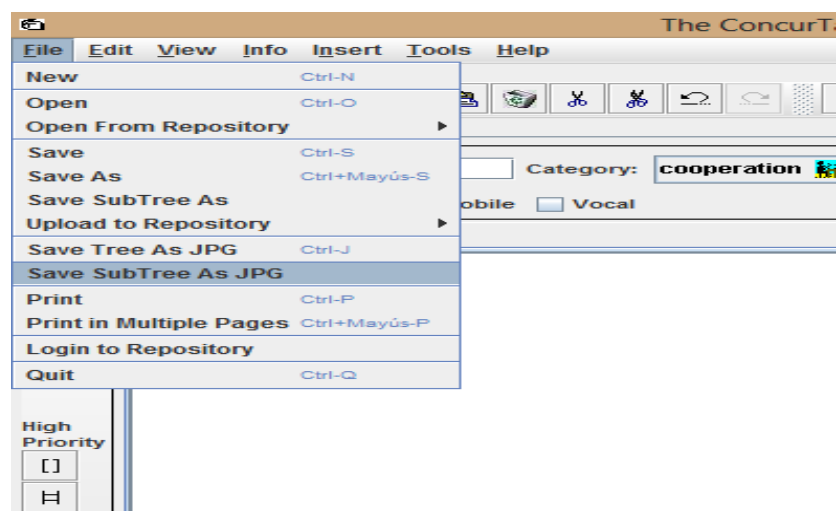 The ConcurTa
File Edit View Info Insert Tools Help
New Ctrl-N
Open Ctrl-O
Open From Repository
Save Ctrl-S
Save As Ctrl+Mayús-S
Save SubTree As
Upload to Repository
Save Tree As JPG Ctrl-J
Save SubTree As JPG
Print Ctrl-P
Print in Multiple Pages Ctrl+Mayús-P
Login to Repository
Quit Ctrl-Q
Category: cooperation
obile Vocal
High
Priority
[]